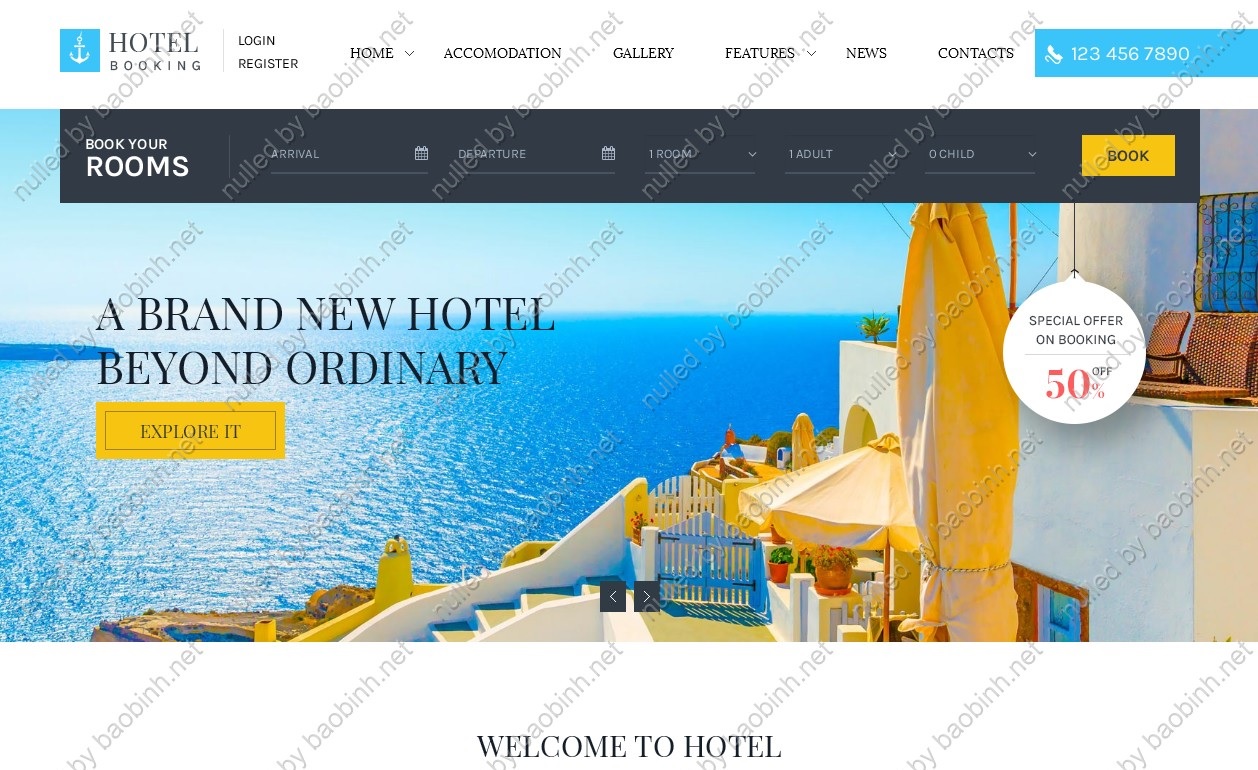 HOTEL
BOOKING
LOGIN
REGISTER
HOME
ACCOMODATION
GALLERY
FEATURES
NEWS
CONTACTS
123 456 7890
BOOK YOUR
ROOMS
ARRIVAL
DEPARTURE
1 ROOM
1 ADULT
0 CHILD
BOOK
A BRAND NEW HOTEL
BEYOND ORDINARY
EXPLORE IT
SPECIAL OFFER
ON BOOKING
50% OFF
WELCOME TO HOTEL
nulled by baobinh.net